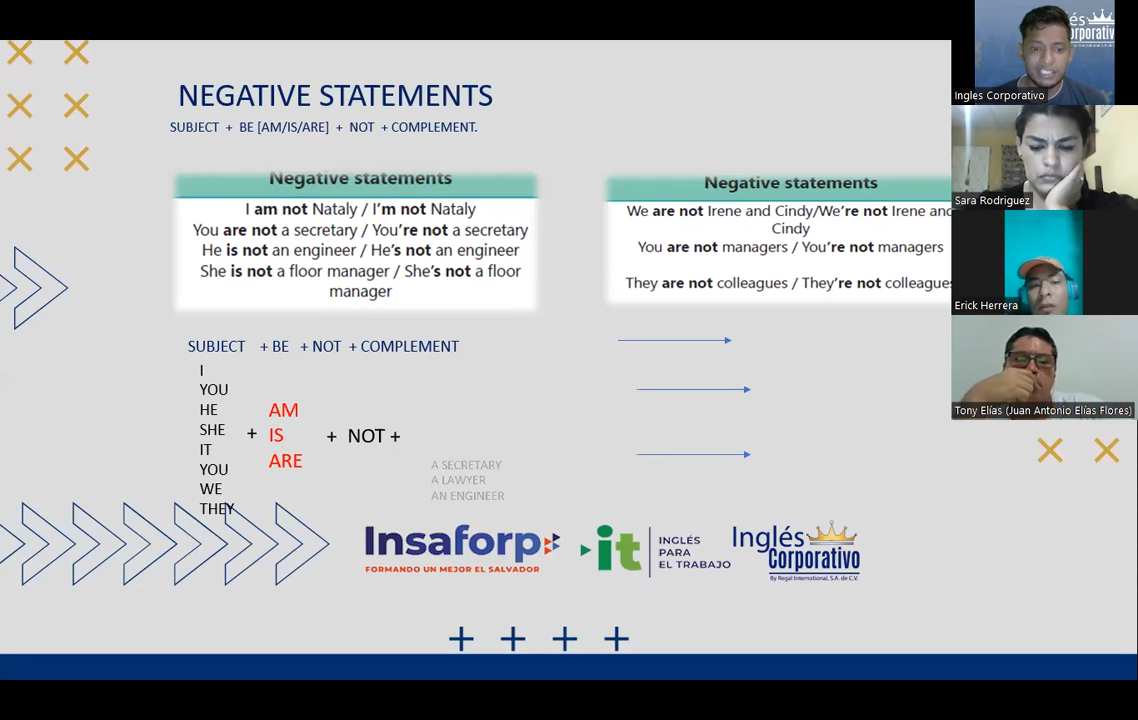 NEGATIVE STATEMENTS
SUBJECT + BE [AM/IS/ARE] + NOT + COMPLEMENT.
Negative statements
I am not Nataly / I'm not Nataly
You are not a secretary / You're not a secretary
He is not an engineer / He's not an engineer
She is not a floor manager / She's not a floor
manager
Negative statements
We are not Irene and Cindy/We're not Irene and
Cindy
You are not managers / You're not managers
They are not colleagues / They're not colleagues
SUBJECT + BE + NOT + COMPLEMENT
I
YOU
HE
SHE
IT
YOU
WE
THEY
+
AM
IS
ARE
+ NOT +
A SECRETARY
A LAWYER
AN ENGINEER
Insaforp
FORMANDO UN MEJOR EL SALVADOR
it
INGLÉS
PARA
EL TRABAJO
Inglés
Corporativo
By Regal International, S.A. de C.V.
Ingles Corporativo
Sara Rodriguez
Erick Herrera
Tony Elías (Juan Antonio Elías Flores)